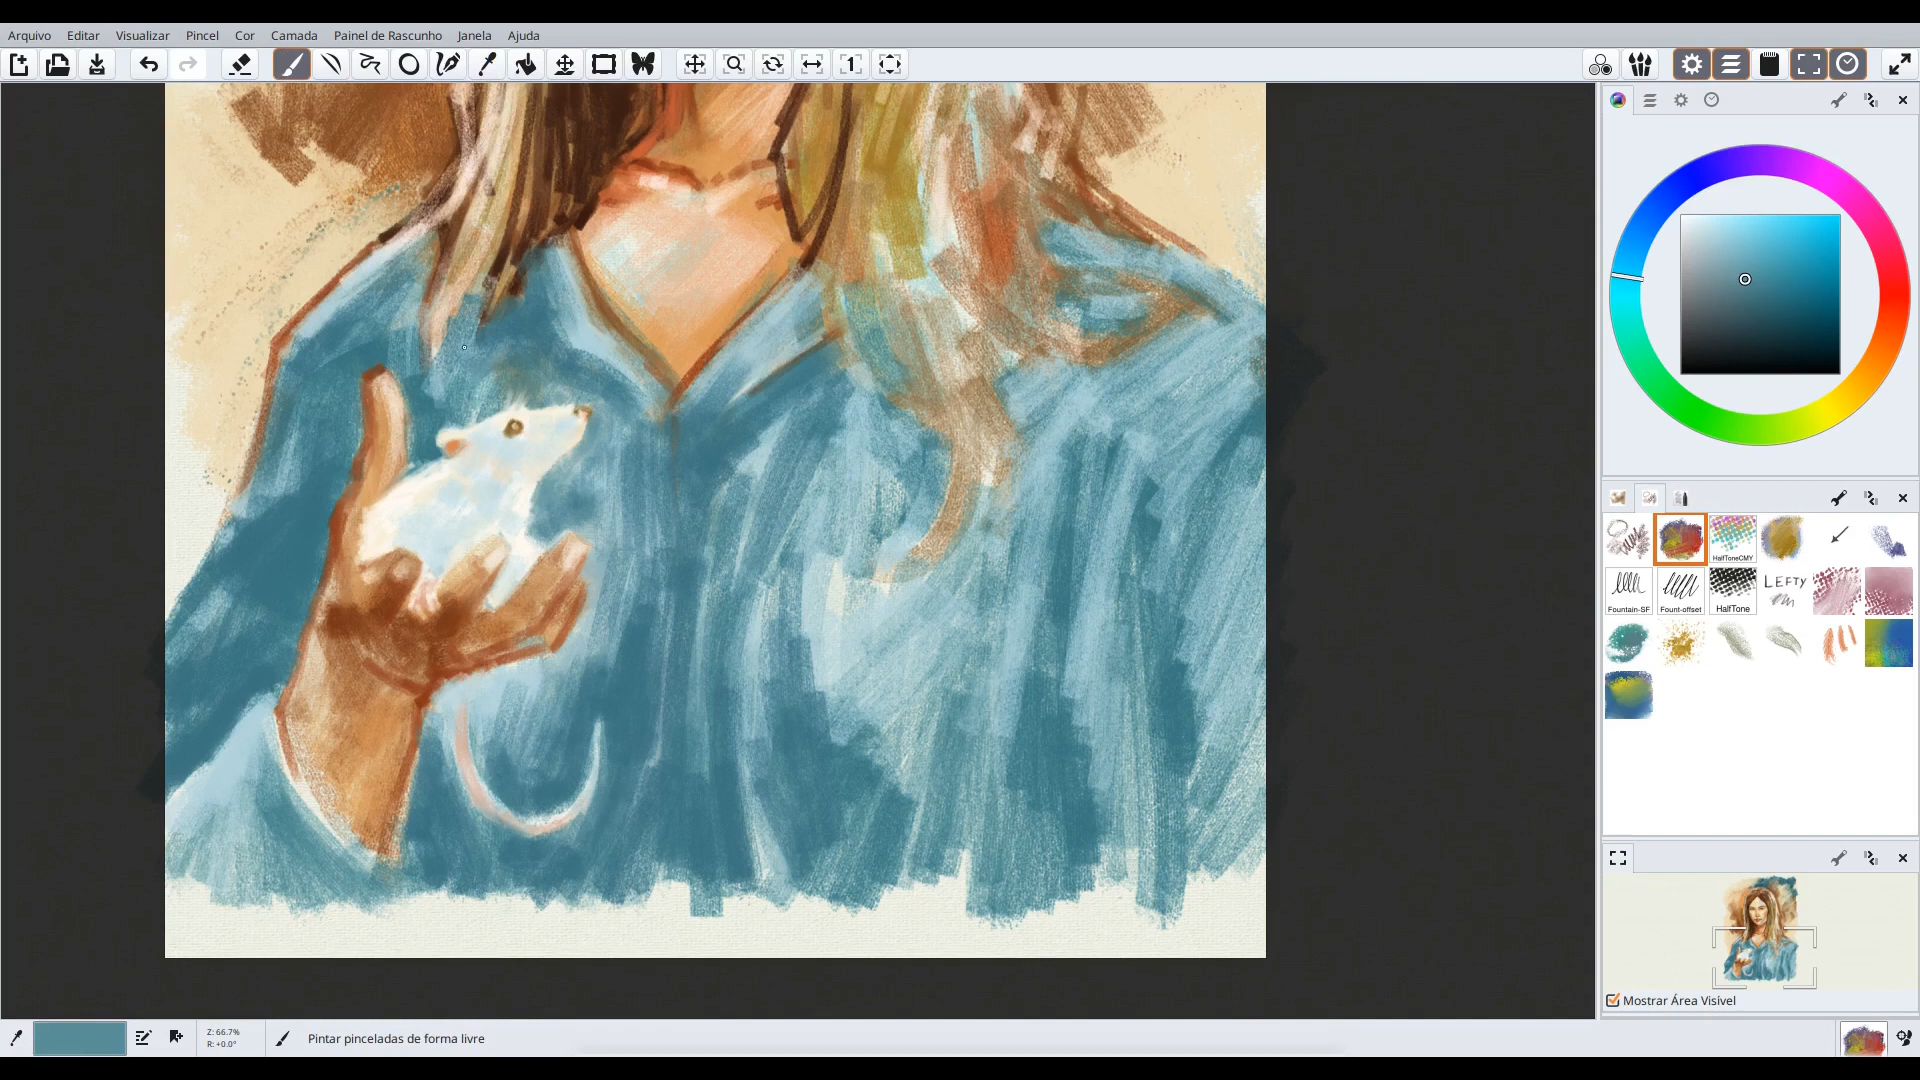 Arquivo Editar Visualizar Pincel Cor Camada Painel de Rascunho Janela Ajuda
1
HalfToneCMY
Fountain-SF Fount-offset HalfTone LEFTY
Mostrar Área Visível
Z: 66.7%
R: +0.0°
Pintar pinceladas de forma livre